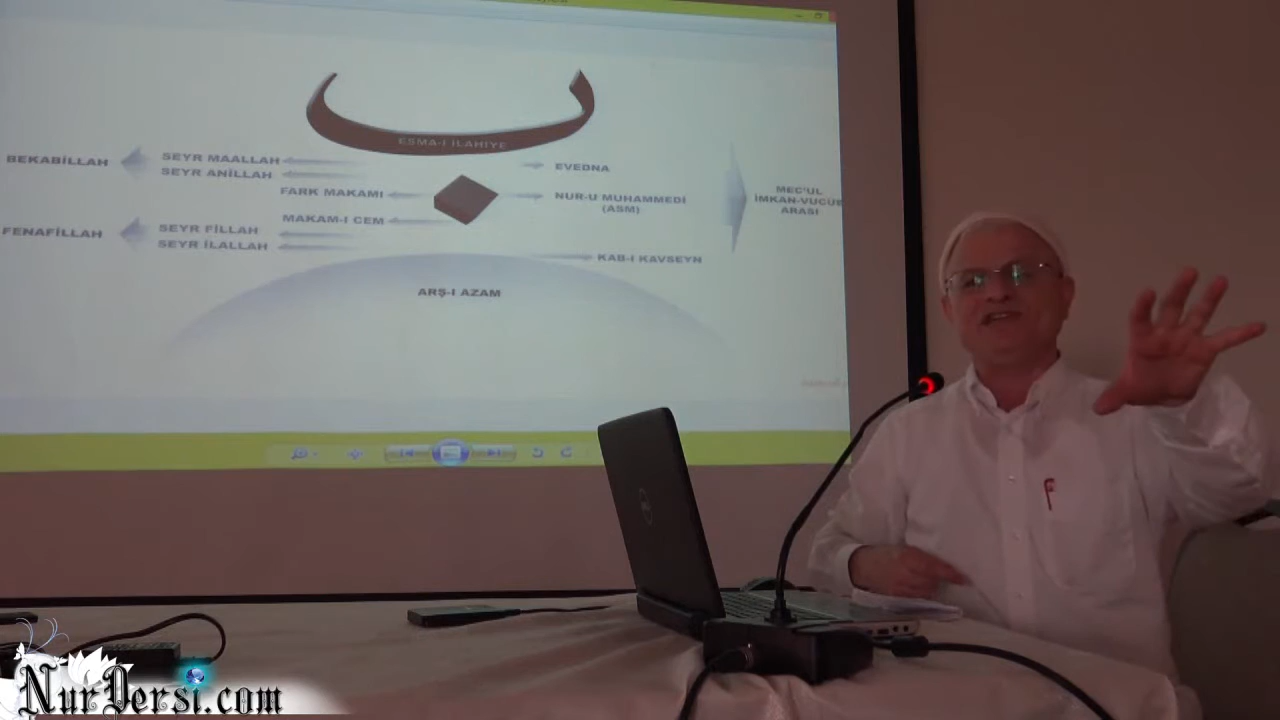 ب
ESMA-I İLAHİYE
BEKABİLLAH
SEYR MAALLAH
SEYR ANİLLAH
EVEDNA
FARK MAKAMI
NUR-U MUHAMMEDİ
(ASM)
MEC'UL
İMKAN-VUCÜB
ARASI
MAKAM-I CEM
FENAFİLLAH
SEYR FİLLAH
SEYR İLALLAH
KAB-I KAVSEYN
ARŞ-I AZAM
NurDersi.com